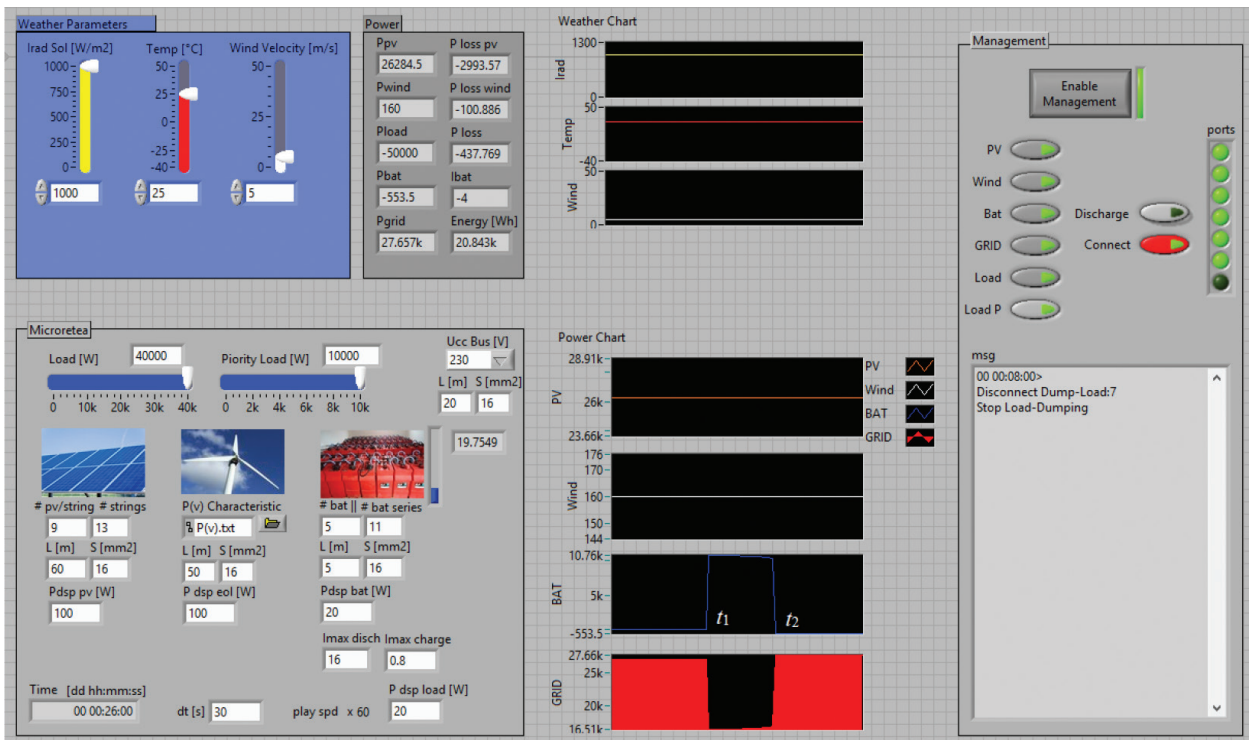 Weather Parameters
Irad Sol [W/m2]
Temp [°C]
Wind Velocity [m/s]
1000
750
500
250
0
50
25
0
-25
-40
50
25
0
1000
25
5
Power
Ppv
P loss pv
26284.5
-2993.57
Pwind
P loss wind
160
-100.886
Pload
P loss
-50000
-437.769
Pbat
Ibat
-553.5
-4
Pgrid
Energy [Wh]
27.657k
20.843k
Weather Chart
1300
Irad
0
50
Temp
-40
50
Wind
0
Management
Enable
Management
ports
PV
Wind
Bat
Discharge
GRID
Connect
Load
Load P
msg
00 00:08:00>
Disconnect Dump-Load:7
Stop Load-Dumping
Microretea
Load [W]
40000
Piority Load [W]
10000
Ucc Bus [V]
230
0 10k 20k 30k 40k
0 2k 4k 6k 8k 10k
L [m] S [mm2]
20
16
19.7549
# pv/string # strings
9
13
L [m] S [mm2]
60
16
Pdsp pv [W]
100
P(v) Characteristic
P(v).txt
L [m] S [mm2]
50
16
P dsp eol [W]
100
# bat || # bat series
5
11
L [m] S [mm2]
5
16
Pdsp bat [W]
20
Imax disch Imax charge
16
0.8
P dsp load [W]
20
Time [dd hh:mm:ss]
00 00:26:00
dt [s]
30
play spd x 60
Power Chart
28.91k
PV
26k
23.66k
176
170
Wind
160
150
144
10.76k
BAT
5k
-553.5
t1
t2
27.66k
25k
GRID
20k
16.51k
PV
Wind
BAT
GRID